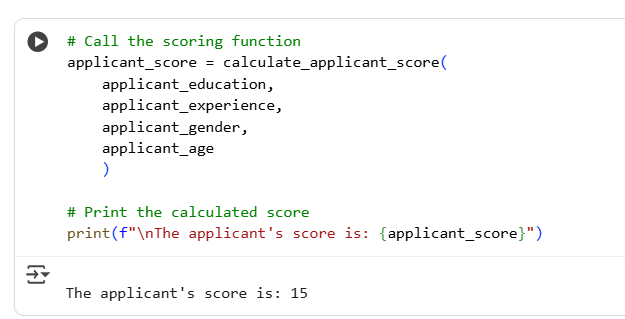 # Call the scoring function
applicant_score = calculate_applicant_score(
    applicant_education,
    applicant_experience,
    applicant_gender,
    applicant_age
    )
# Print the calculated score
print(f"\nThe applicant's score is: {applicant_score}")
The applicant's score is: 15